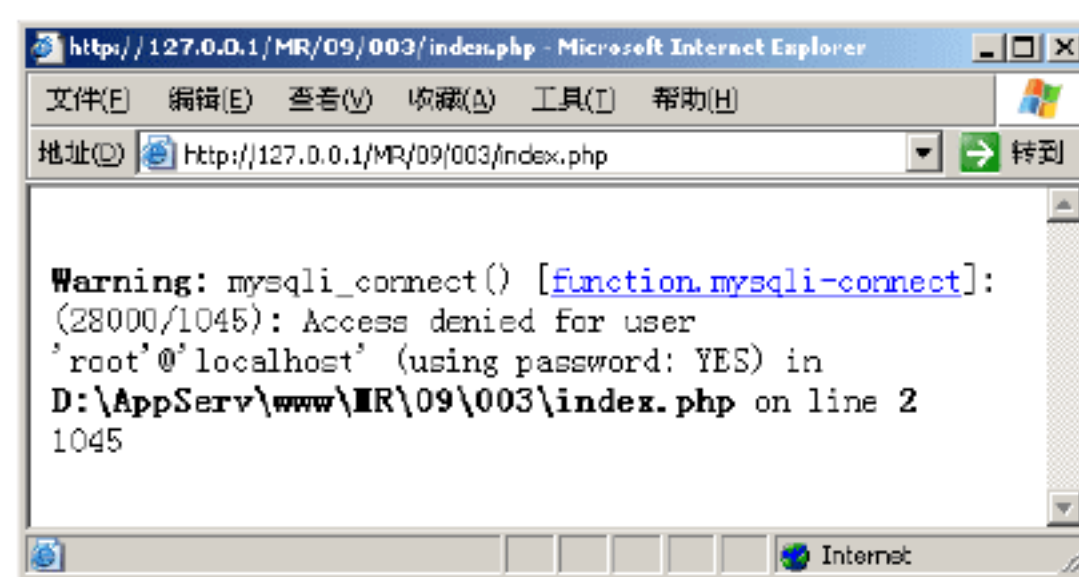 http://127.0.0.1/MR/09/003/index.php - Microsoft Internet Explorer
文件(F) 编辑(E) 查看(V) 收藏(A) 工具(T) 帮助(H)
地址(D) http://127.0.0.1/MR/09/003/index.php 转到
Warning: mysqli_connect() [function.mysqli-connect]:
(28000/1045): Access denied for user
'root'@'localhost' (using password: YES) in
D:\AppServ\www\MR\09\003\index.php on line 2
1045
Internet